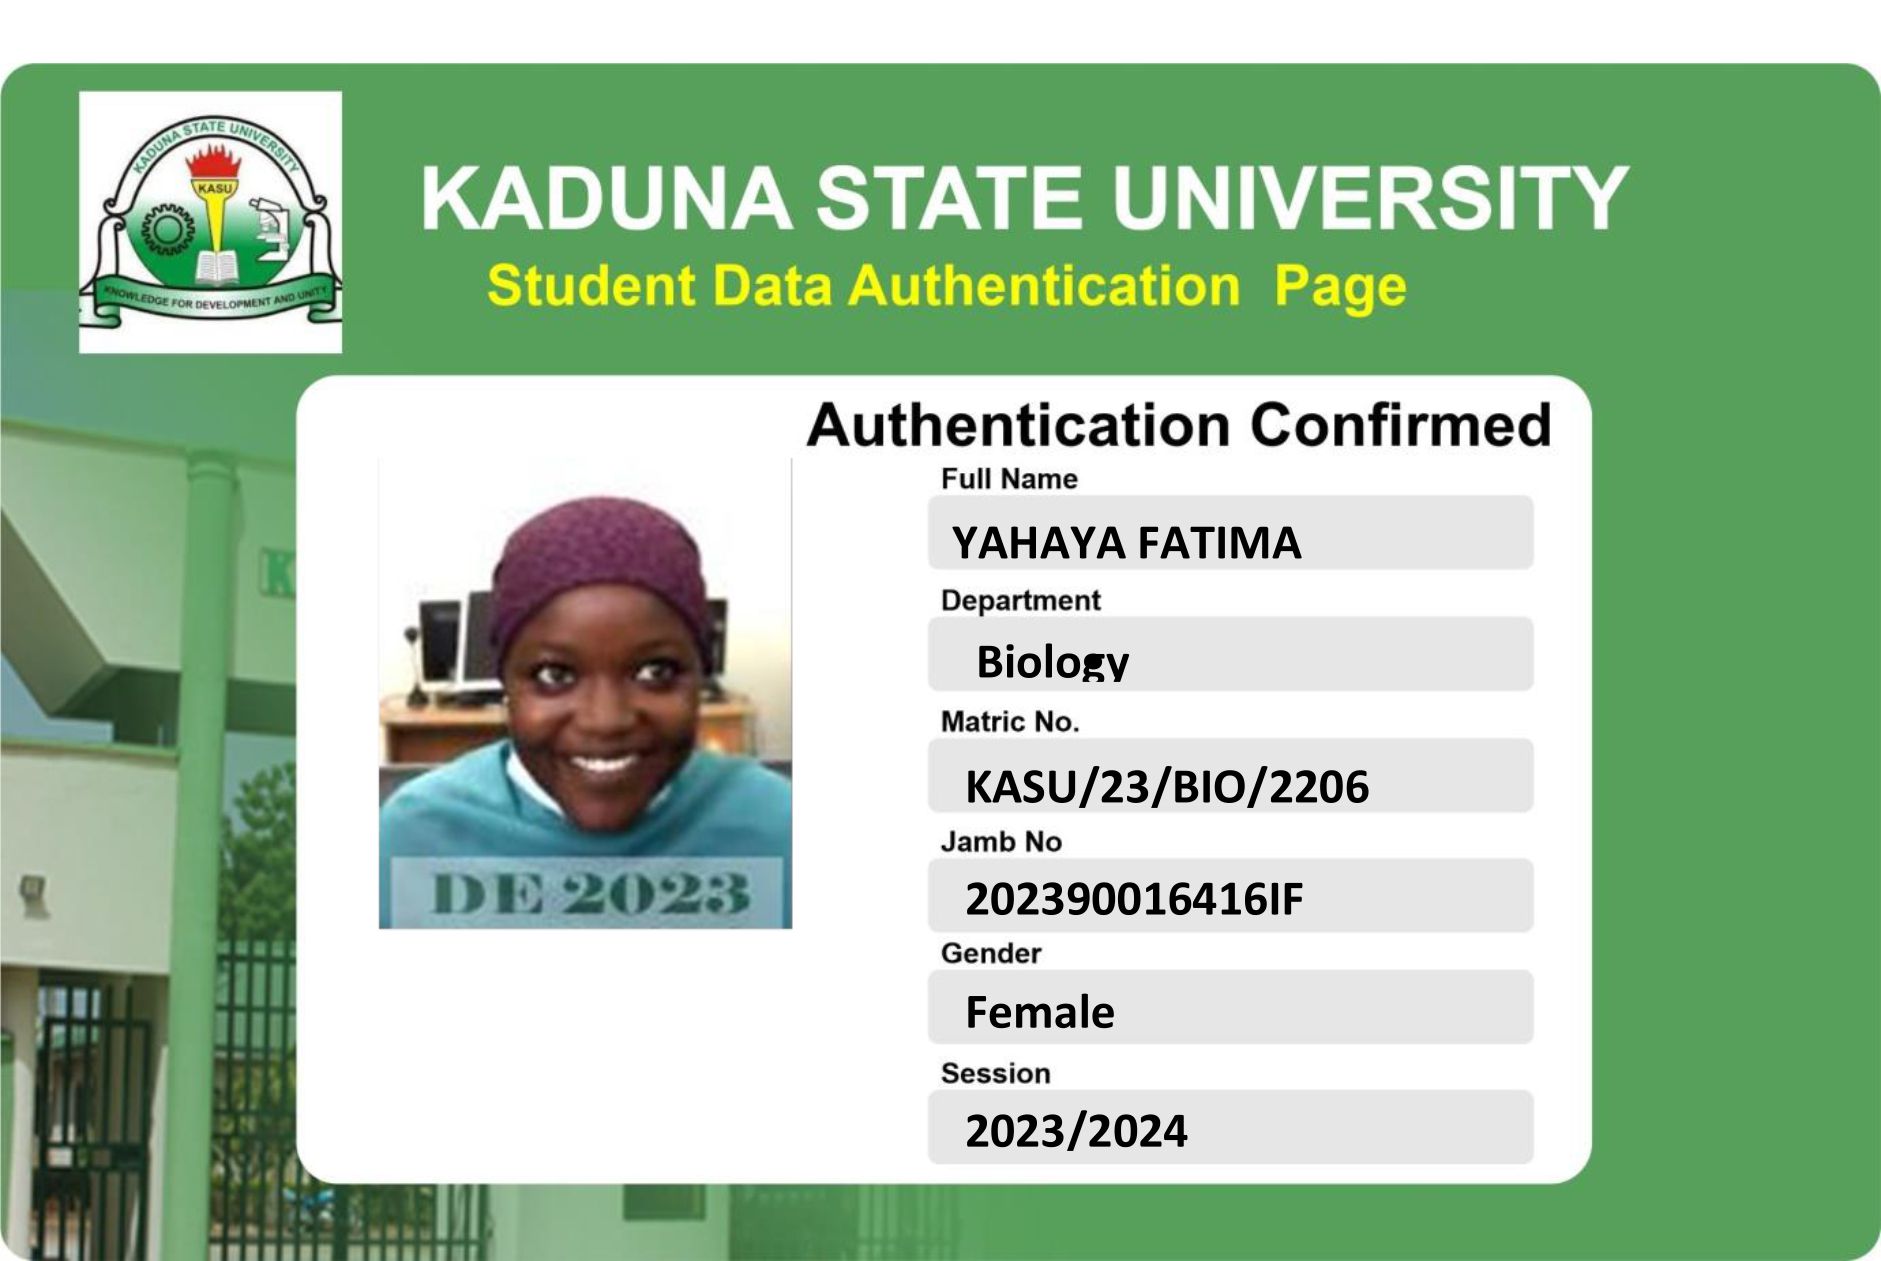 KADUNA STATE UNIVERSITY
KASU
KNOWLEDGE FOR DEVELOPMENT AND UNITY
KADUNA STATE UNIVERSITY
Student Data Authentication Page
Authentication Confirmed
Full Name
YAHAYA FATIMA
Department
Biology
Matric No.
KASU/23/BIO/2206
Jamb No
202390016416IF
Gender
Female
Session
2023/2024
DE 2023
K